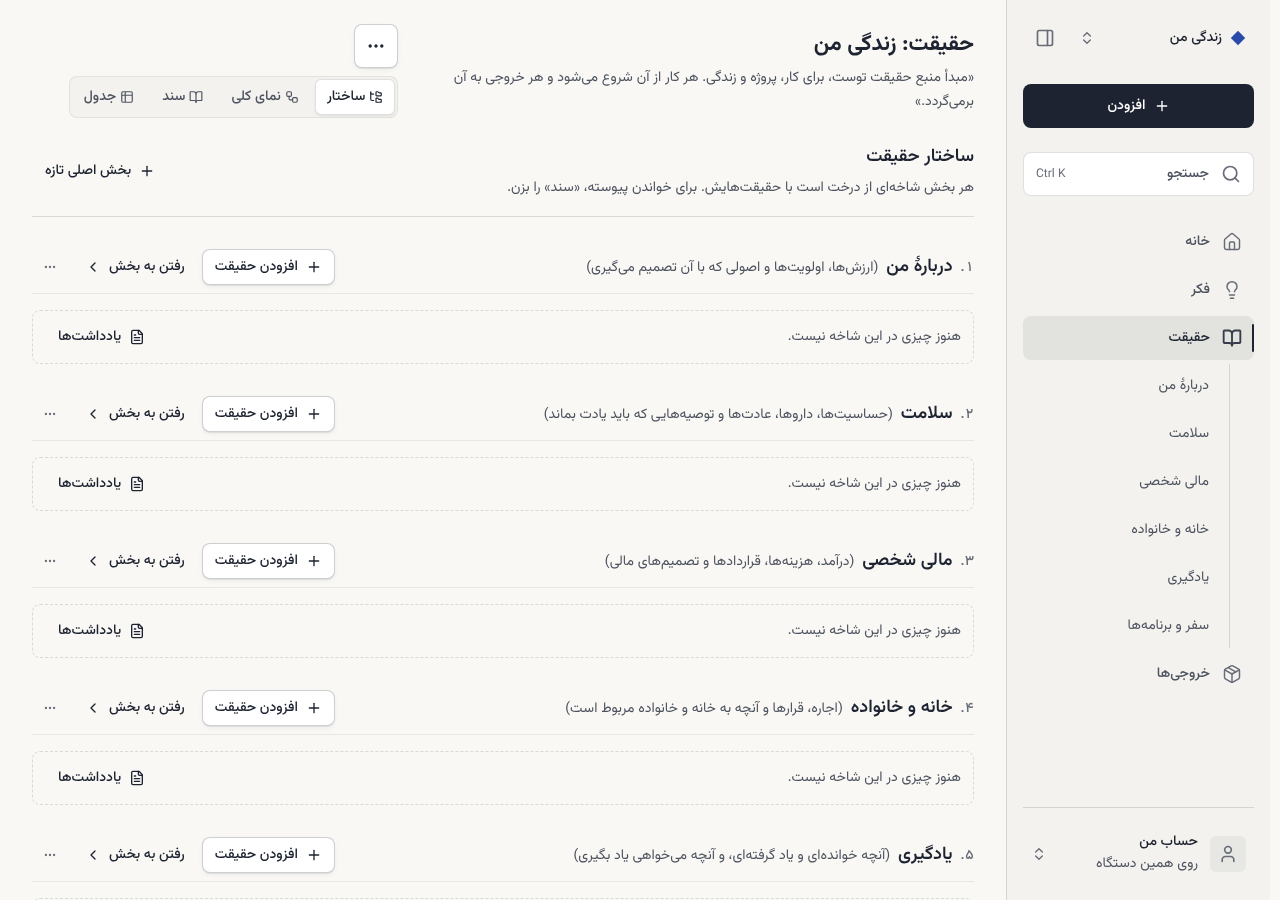 زندگی من
افزودن
جستجو Ctrl K
خانه
فکر
حقیقت
دربارهٔ من
سلامت
مالی شخصی
خانه و خانواده
یادگیری
سفر و برنامه‌ها
خروجی‌ها
حساب من
روی همین دستگاه
حقیقت: زندگی من
«مبدأ منبع حقیقت توست، برای کار، پروژه و زندگی. هر کار از آن شروع می‌شود و هر خروجی به آن
برمی‌گردد.»
ساختار نمای کلی سند جدول
ساختار حقیقت
بخش اصلی تازه
هر بخش شاخه‌ای از درخت است با حقیقت‌هایش. برای خواندن پیوسته، «سند» را بزن.
۱. دربارهٔ من (ارزش‌ها، اولویت‌ها و اصولی که با آن تصمیم می‌گیری) افزودن حقیقت رفتن به بخش
هنوز چیزی در این شاخه نیست. یادداشت‌ها
۲. سلامت (حساسیت‌ها، داروها، عادت‌ها و توصیه‌هایی که باید یادت بماند) افزودن حقیقت رفتن به بخش
هنوز چیزی در این شاخه نیست. یادداشت‌ها
۳. مالی شخصی (درآمد، هزینه‌ها، قراردادها و تصمیم‌های مالی) افزودن حقیقت رفتن به بخش
هنوز چیزی در این شاخه نیست. یادداشت‌ها
۴. خانه و خانواده (اجاره، قرارها و آنچه به خانه و خانواده مربوط است) افزودن حقیقت رفتن به بخش
هنوز چیزی در این شاخه نیست. یادداشت‌ها
۵. یادگیری (آنچه خوانده‌ای و یاد گرفته‌ای، و آنچه می‌خواهی یاد بگیری) افزودن حقیقت رفتن به بخش